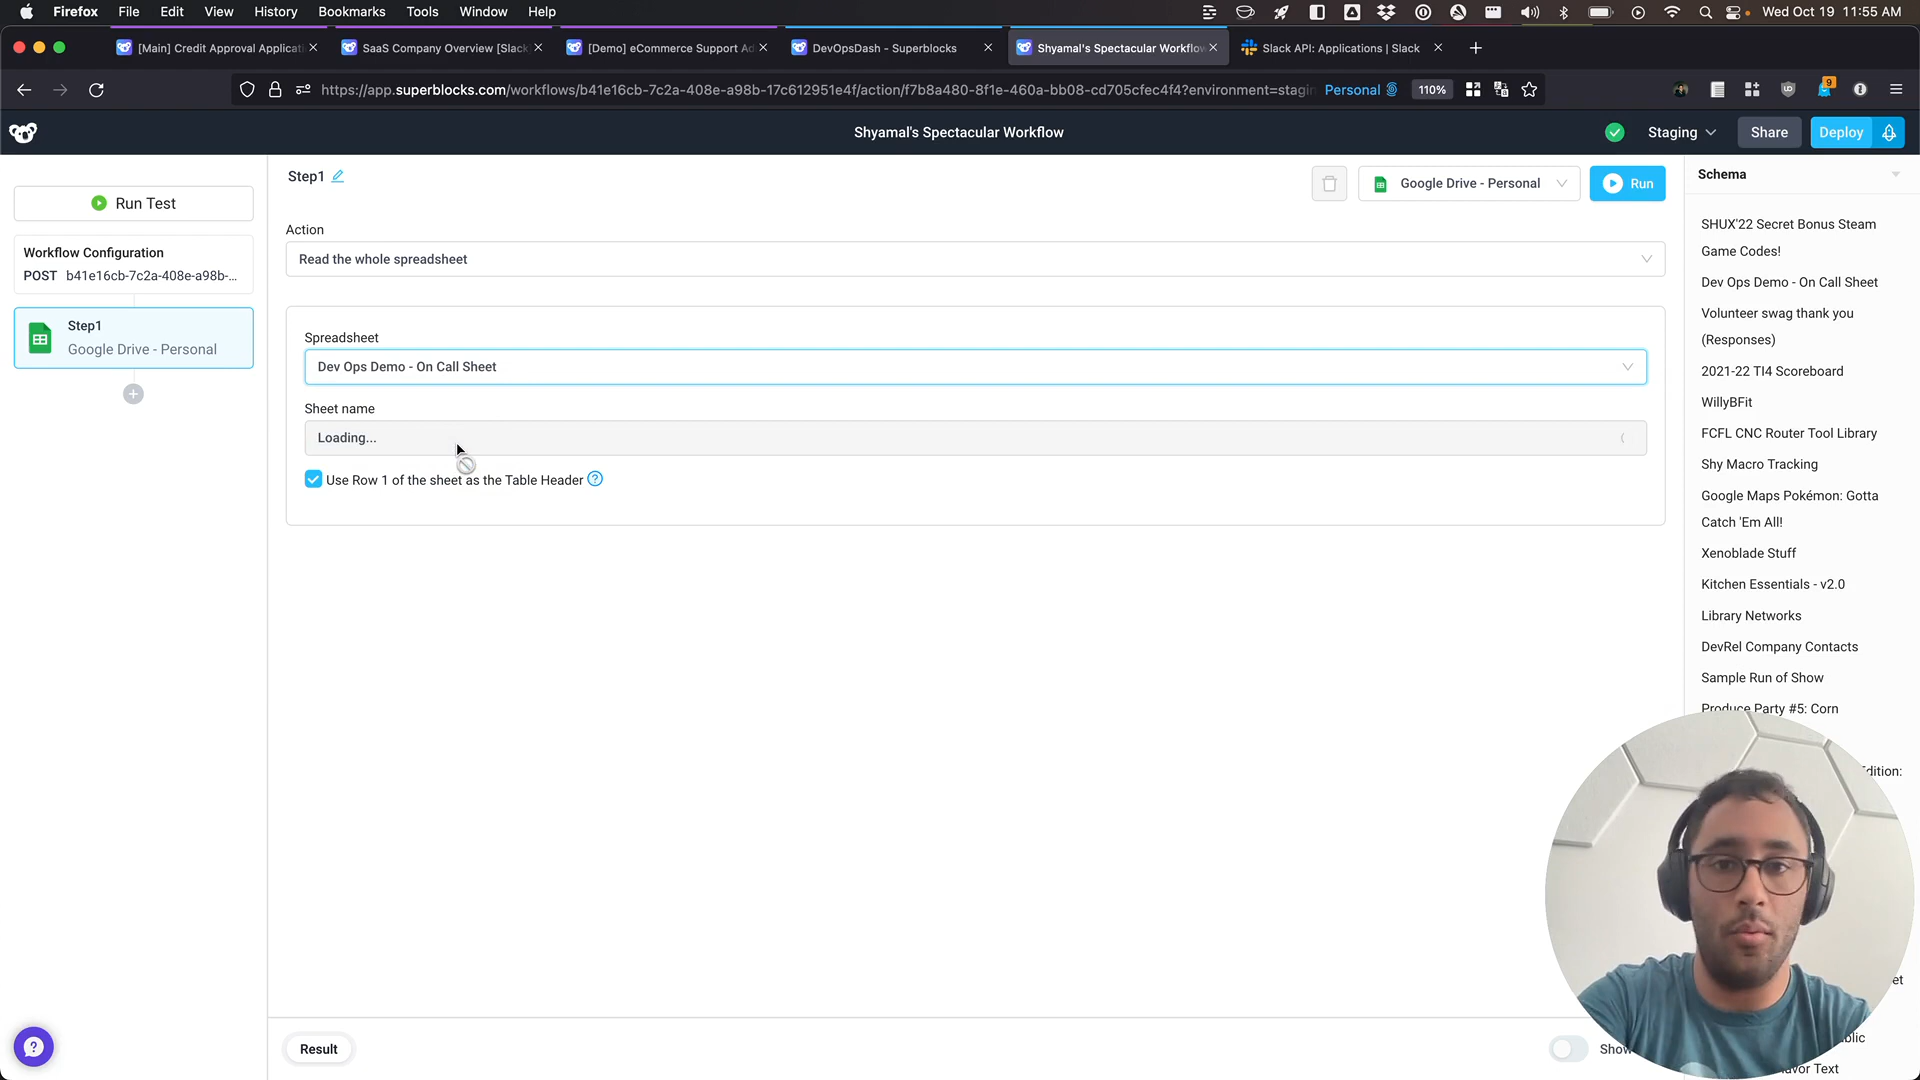 Firefox File Edit View History Bookmarks Tools Window Help Wed Oct 19 11:55 AM
[Main] Credit Approval Applicati
SaaS Company Overview [Slack
[Demo] eCommerce Support Ad
DevOpsDash - Superblocks
Shyamal's Spectacular Workflow
Slack API: Applications | Slack
https://app.superblocks.com/workflows/b41e16cb-7c2a-408e-a98b-17c612951e4f/action/f7b8a480-8f1e-460a-bb08-cd705cfec4f4?environment=stagin Personal 110% 9
Shyamal's Spectacular Workflow
Staging Share Deploy
Run Test
Workflow Configuration
POST b41e16cb-7c2a-408e-a98b-...
Step1
Google Drive - Personal
Step1
Google Drive - Personal Run
Action
Read the whole spreadsheet
Spreadsheet
Dev Ops Demo - On Call Sheet
Sheet name
Loading...
Use Row 1 of the sheet as the Table Header
Result
Show
Schema
SHUX'22 Secret Bonus Steam
Game Codes!
Dev Ops Demo - On Call Sheet
Volunteer swag thank you
(Responses)
2021-22 TI4 Scoreboard
WillyBFit
FCFL CNC Router Tool Library
Shy Macro Tracking
Google Maps Pokémon: Gotta
Catch 'Em All!
Xenoblade Stuff
Kitchen Essentials - v2.0
Library Networks
DevRel Company Contacts
Sample Run of Show
Produce Party #5: Corn